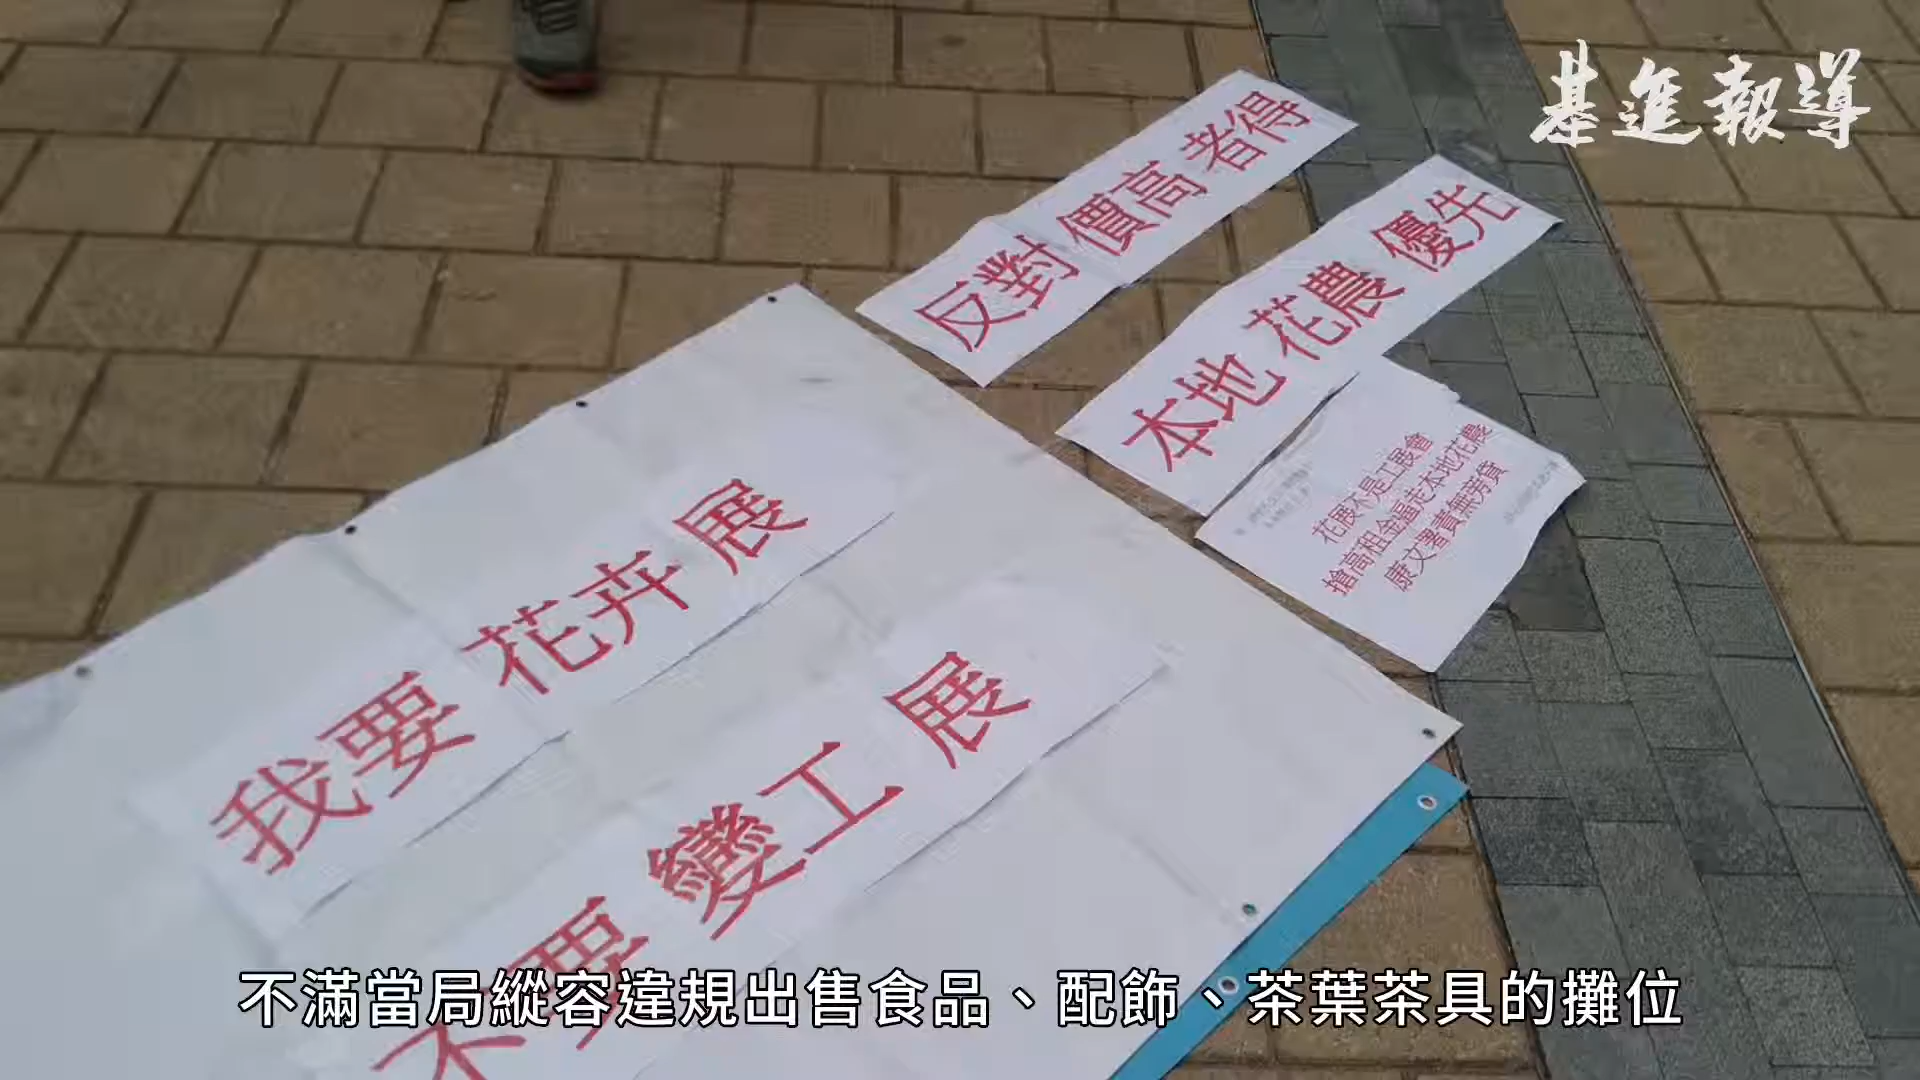 基進報導
反對價高者得
本地花農優先
花展不是工展會
搶高租金逼走本地花農
康文署責無旁貸
我要花卉展
不要變工展
不滿當局縱容違規出售食品、配飾、茶葉茶具的攤位